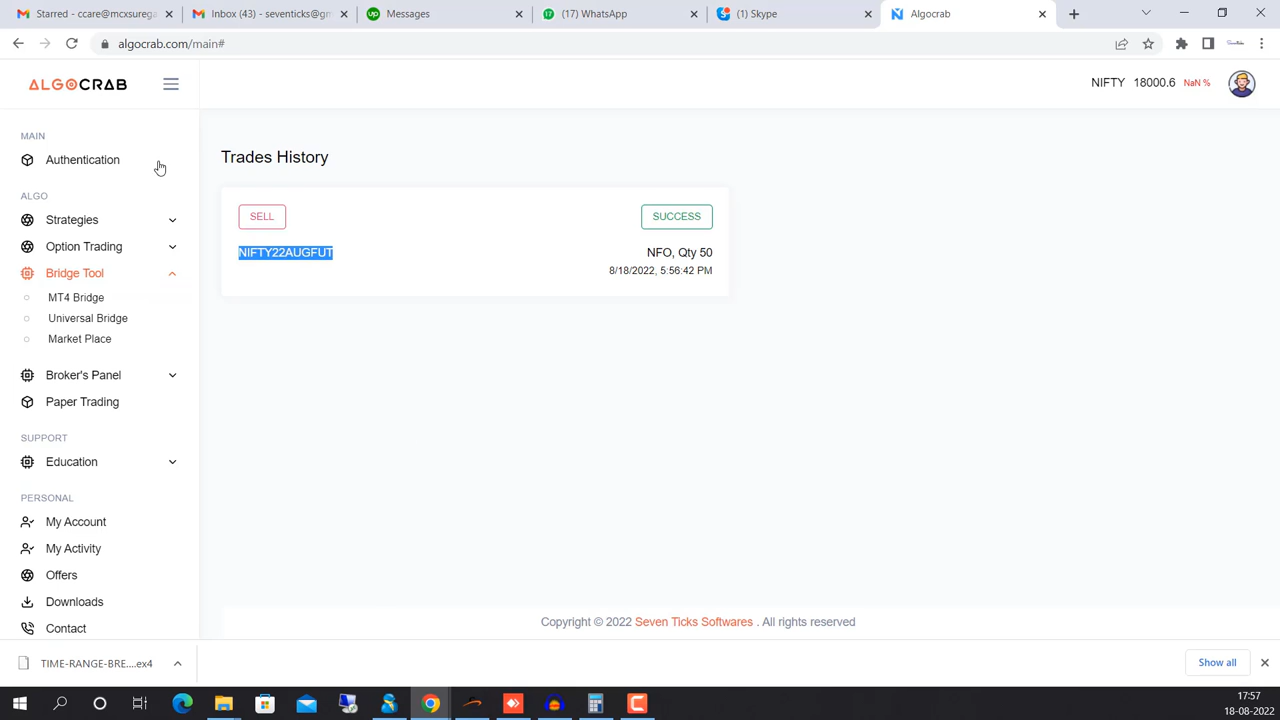 Starred - ccare@mcxsurega
Inbox (43) - seventicks@gm
Messages
(17) WhatsApp
(1) Skype
Algocrab
algocrab.com/main#
ALGOCRAB
NIFTY 18000.6 NaN %
MAIN
Authentication
ALGO
Strategies
Option Trading
Bridge Tool
MT4 Bridge
Universal Bridge
Market Place
Broker's Panel
Paper Trading
SUPPORT
Education
PERSONAL
My Account
My Activity
Offers
Downloads
Contact
Trades History
SELL SUCCESS
NIFTY22AUGFUT NFO, Qty 50
8/18/2022, 5:56:42 PM
Copyright © 2022 Seven Ticks Softwares . All rights reserved
TIME-RANGE-BRE....ex4
Show all
17:57
18-08-2022